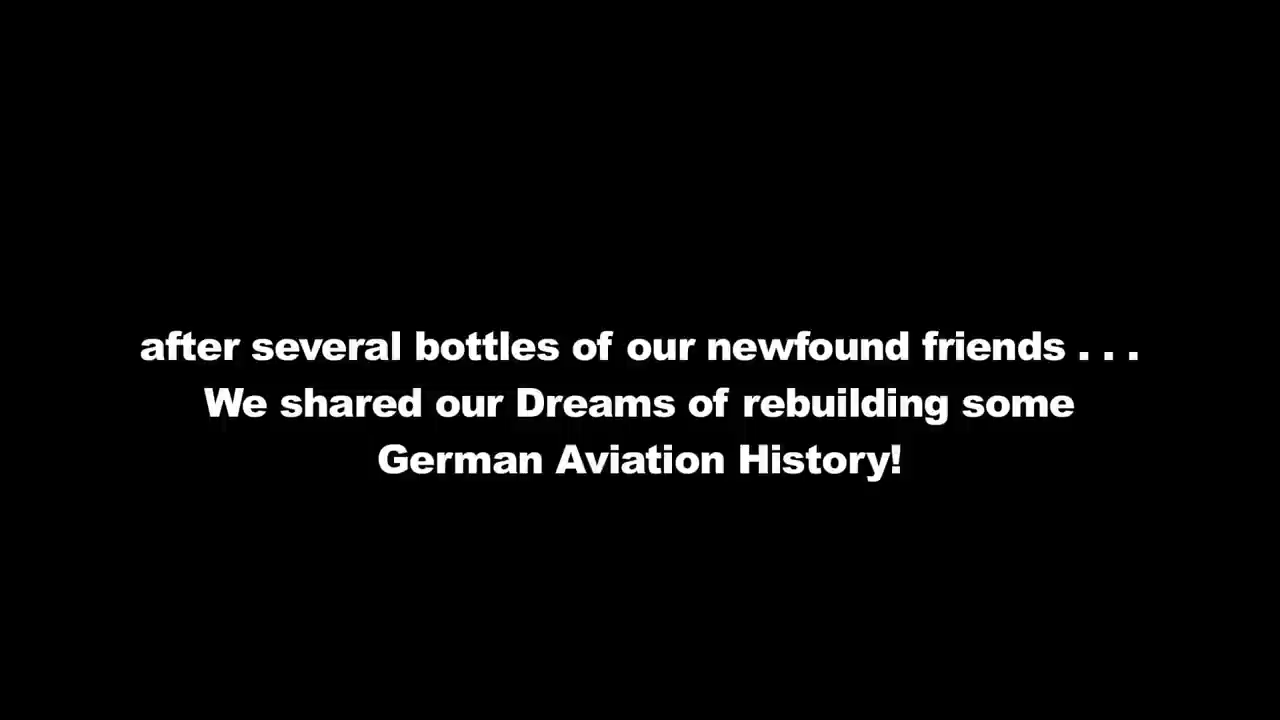 after several bottles of our newfound friends . . .
We shared our Dreams of rebuilding some
German Aviation History!